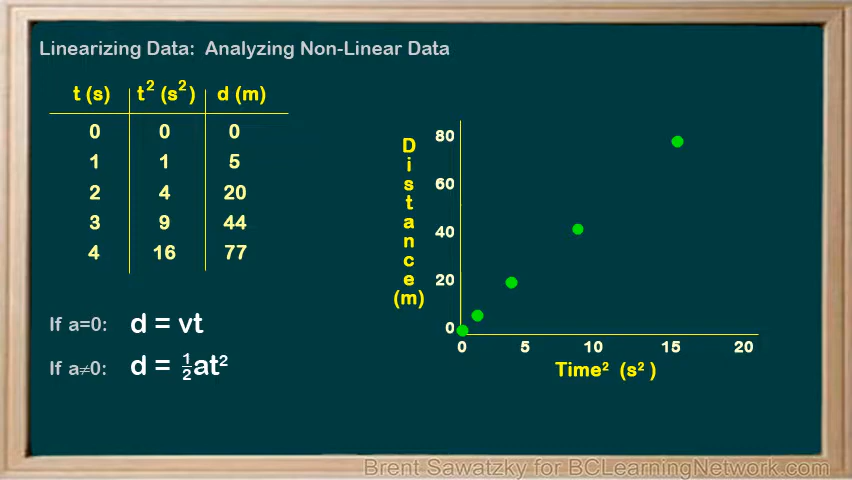 Linearizing Data: Analyzing Non-Linear Data
t (s) t² (s²) d (m)
0 0 0
1 1 5
2 4 20
3 9 44
4 16 77
If a=0: d = vt
If a≠0: d = ½at²
Distance
(m)
80
60
40
20
0
0 5 10 15 20
Time² (s²)
Brent Sawatzky for BCLearningNetwork.com